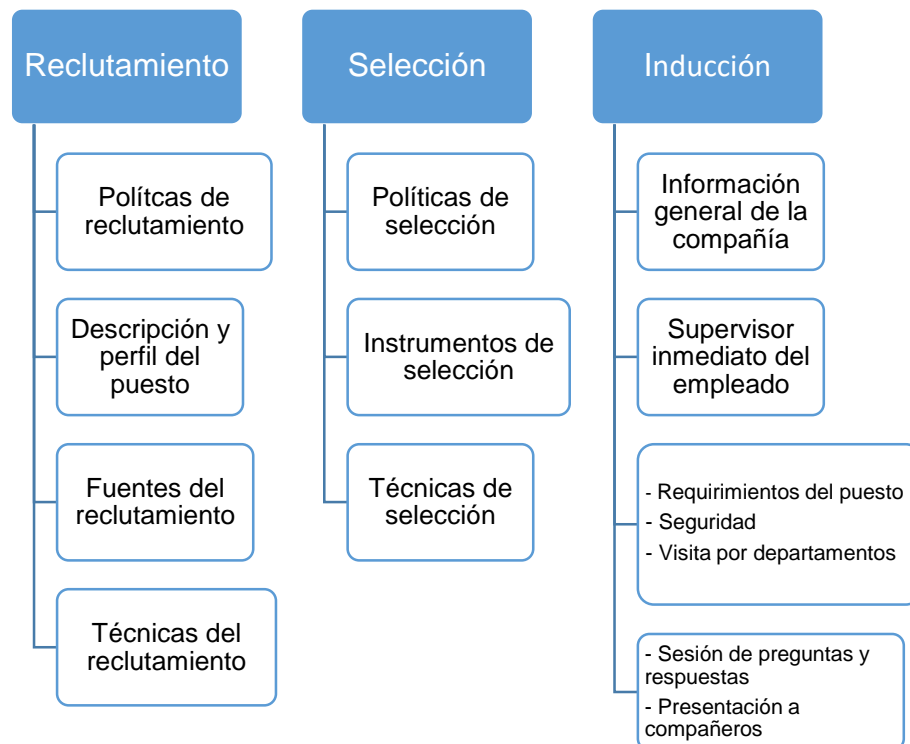 Reclutamiento
Polítcas de
reclutamiento
Descripción y
perfil del
puesto
Fuentes del
reclutamiento
Técnicas del
reclutamiento
Selección
Políticas de
selección
Instrumentos de
selección
Técnicas de
selección
Inducción
Información
general de la
compañía
Supervisor
inmediato del
empleado
- Requirimientos del puesto
- Seguridad
- Visita por departamentos
- Sesión de preguntas y
respuestas
- Presentación a
compañeros